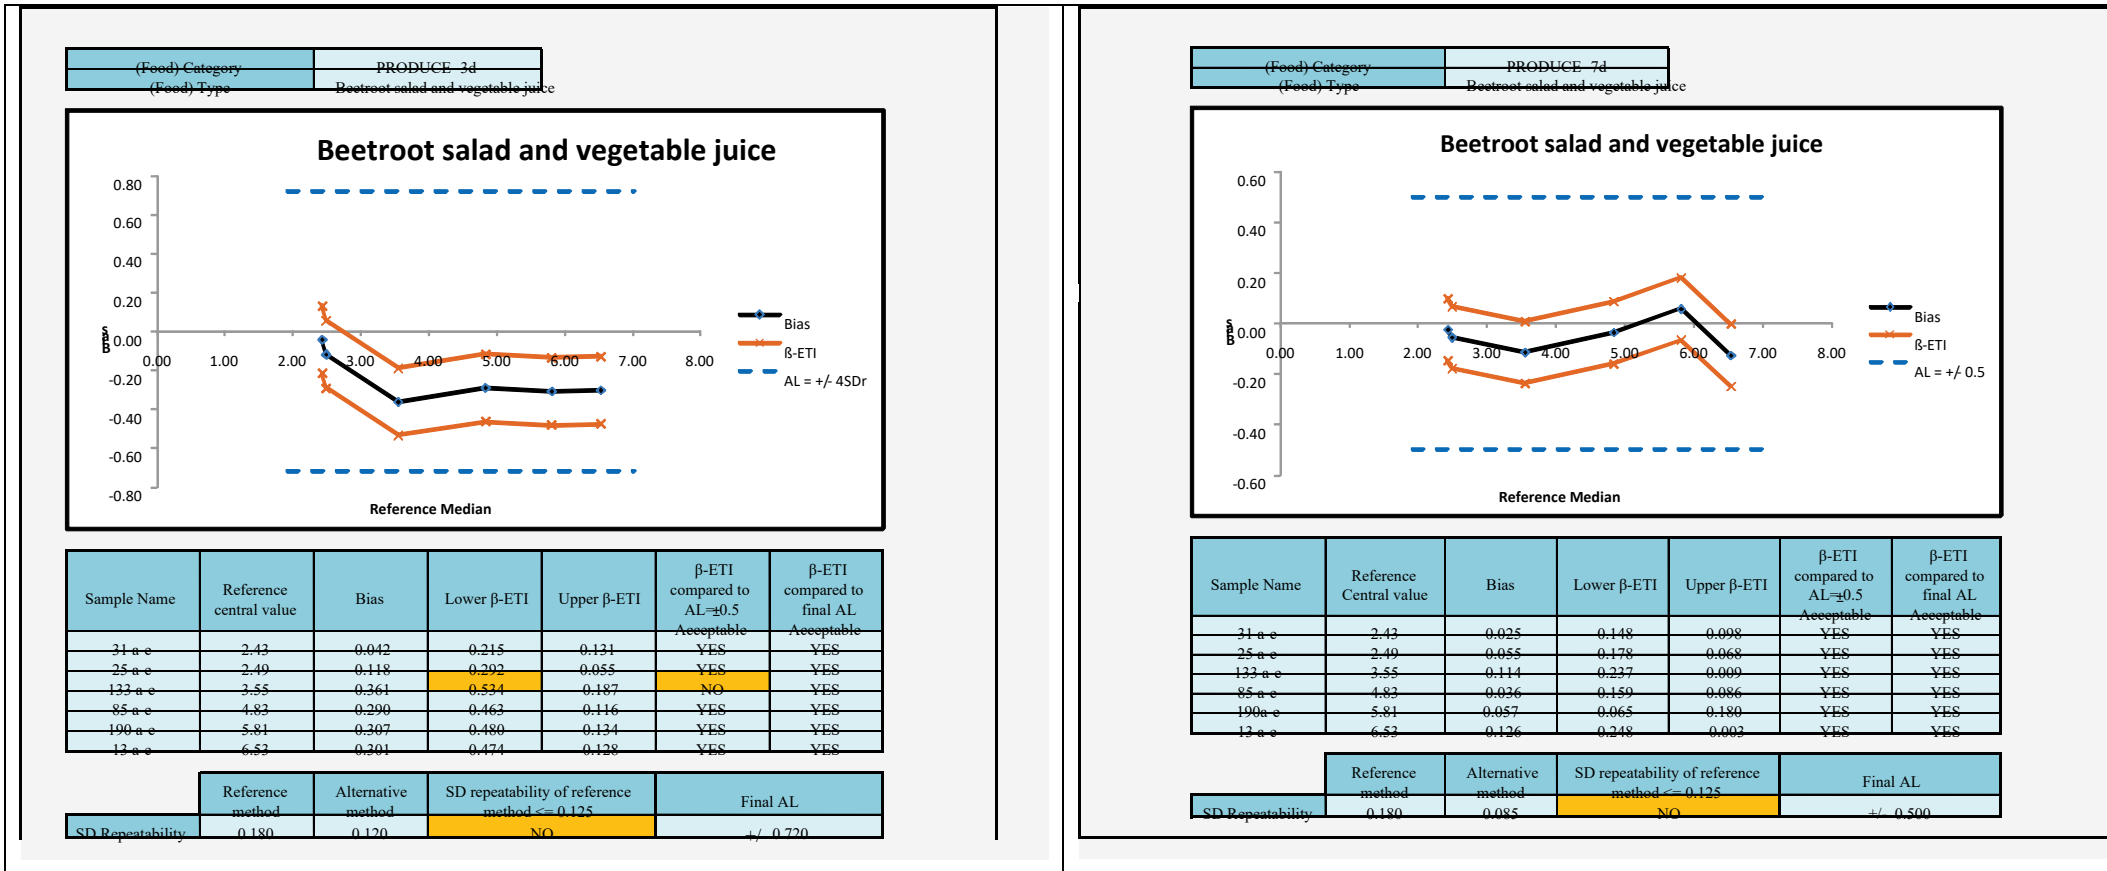 (Food) Category PRODUCE 3d
(Food) Type Beetroot salad and vegetable juice
Beetroot salad and vegetable juice
0.80
0.60
0.40
0.20
0.00
-0.20
-0.40
-0.60
-0.80
Bias
0.00 1.00 2.00 3.00 4.00 5.00 6.00 7.00 8.00
Reference Median
Bias
ß-ETI
AL = +/- 4SDr
Sample Name Reference central value Bias Lower β-ETI Upper β-ETI β-ETI compared to AL=±0.5 Acceptable β-ETI compared to final AL Acceptable
31 a-e 2.43 0.042 0.215 0.131 YES YES
25 a-e 2.49 0.118 0.292 0.055 YES YES
133 a-e 3.55 0.361 0.534 0.187 NO YES
85 a-e 4.83 0.290 0.463 0.116 YES YES
190 a-e 5.81 0.307 0.480 0.134 YES YES
13 a-e 6.53 0.301 0.474 0.128 YES YES
Reference method Alternative method SD repeatability of reference method <= 0.125 Final AL
SD Repeatability 0.180 0.120 NO +/- 0.720
(Food) Category PRODUCE 7d
(Food) Type Beetroot salad and vegetable juice
Beetroot salad and vegetable juice
0.60
0.40
0.20
0.00
-0.20
-0.40
-0.60
Bias
0.00 1.00 2.00 3.00 4.00 5.00 6.00 7.00 8.00
Reference Median
Bias
ß-ETI
AL = +/ 0.5
Sample Name Reference Central value Bias Lower β-ETI Upper β-ETI β-ETI compared to AL=±0.5 Acceptable β-ETI compared to final AL Acceptable
31 a-e 2.43 0.025 0.148 0.098 YES YES
25 a-e 2.49 0.055 0.178 0.068 YES YES
133 a-e 3.55 0.114 0.237 0.009 YES YES
85 a-e 4.83 0.036 0.159 0.086 YES YES
190a-e 5.81 0.057 0.065 0.180 YES YES
13 a-e 6.53 0.126 0.248 0.003 YES YES
Reference method Alternative method SD repeatability of reference method <= 0.125 Final AL
SD Repeatability 0.180 0.085 NO +/- 0.500